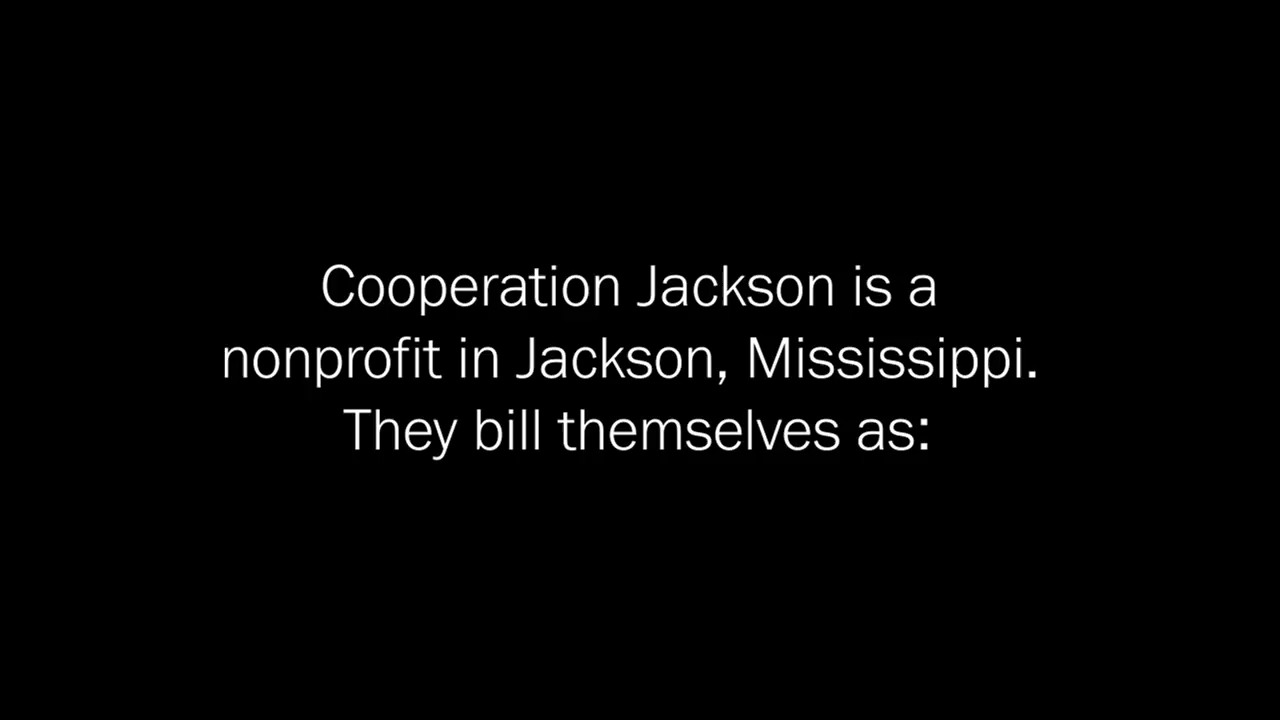 Cooperation Jackson is a
nonprofit in Jackson, Mississippi.
They bill themselves as: